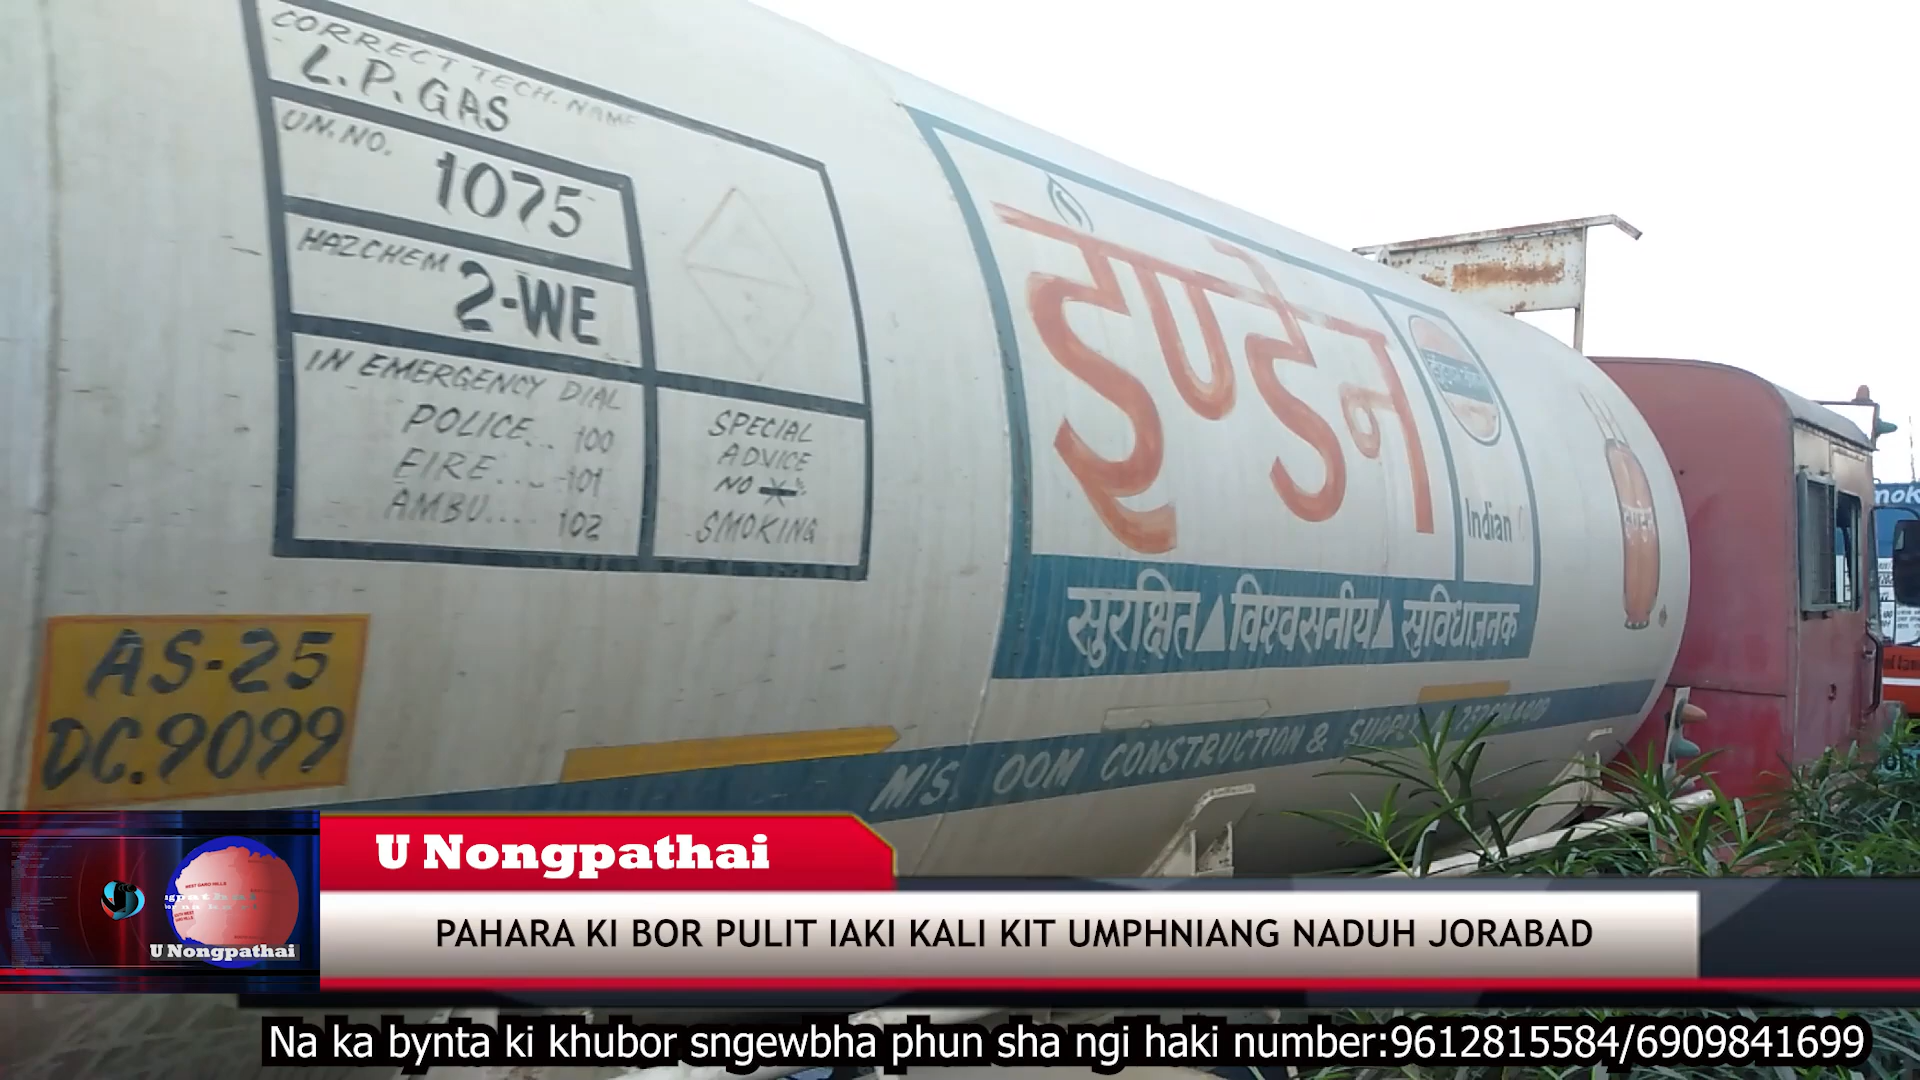 CORRECT TECH. NAME
L.P. GAS
UN.NO.
1075
HAZCHEM
2-WE
IN EMERGENCY DIAL
POLICE... 100
FIRE.... 101
AMBU.... 102
SPECIAL
ADVICE
NO
SMOKING
इण्डेन
Indian
सुरक्षित ▲ विश्वसनीय ▲ सुविधाजनक
M/S. OOM CONSTRUCTION & SUPPLY
AS-25
DC.9099
U Nongpathai
WEST GARO HILLS
U Nongpathai
PAHARA KI BOR PULIT IAKI KALI KIT UMPHNIANG NADUH JORABAD
Na ka bynta ki khubor sngewbha phun sha ngi haki number:9612815584/6909841699